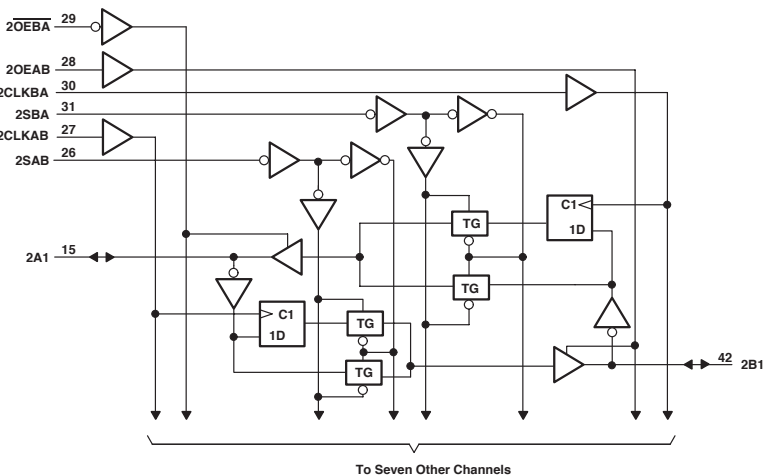 2OEBA 29
2OEAB 28
2CLKBA 30
2SBA 31
2CLKAB 27
2SAB 26
C1
1D
TG
2A1 15
TG
C1
1D
TG
TG
42 2B1
To Seven Other Channels